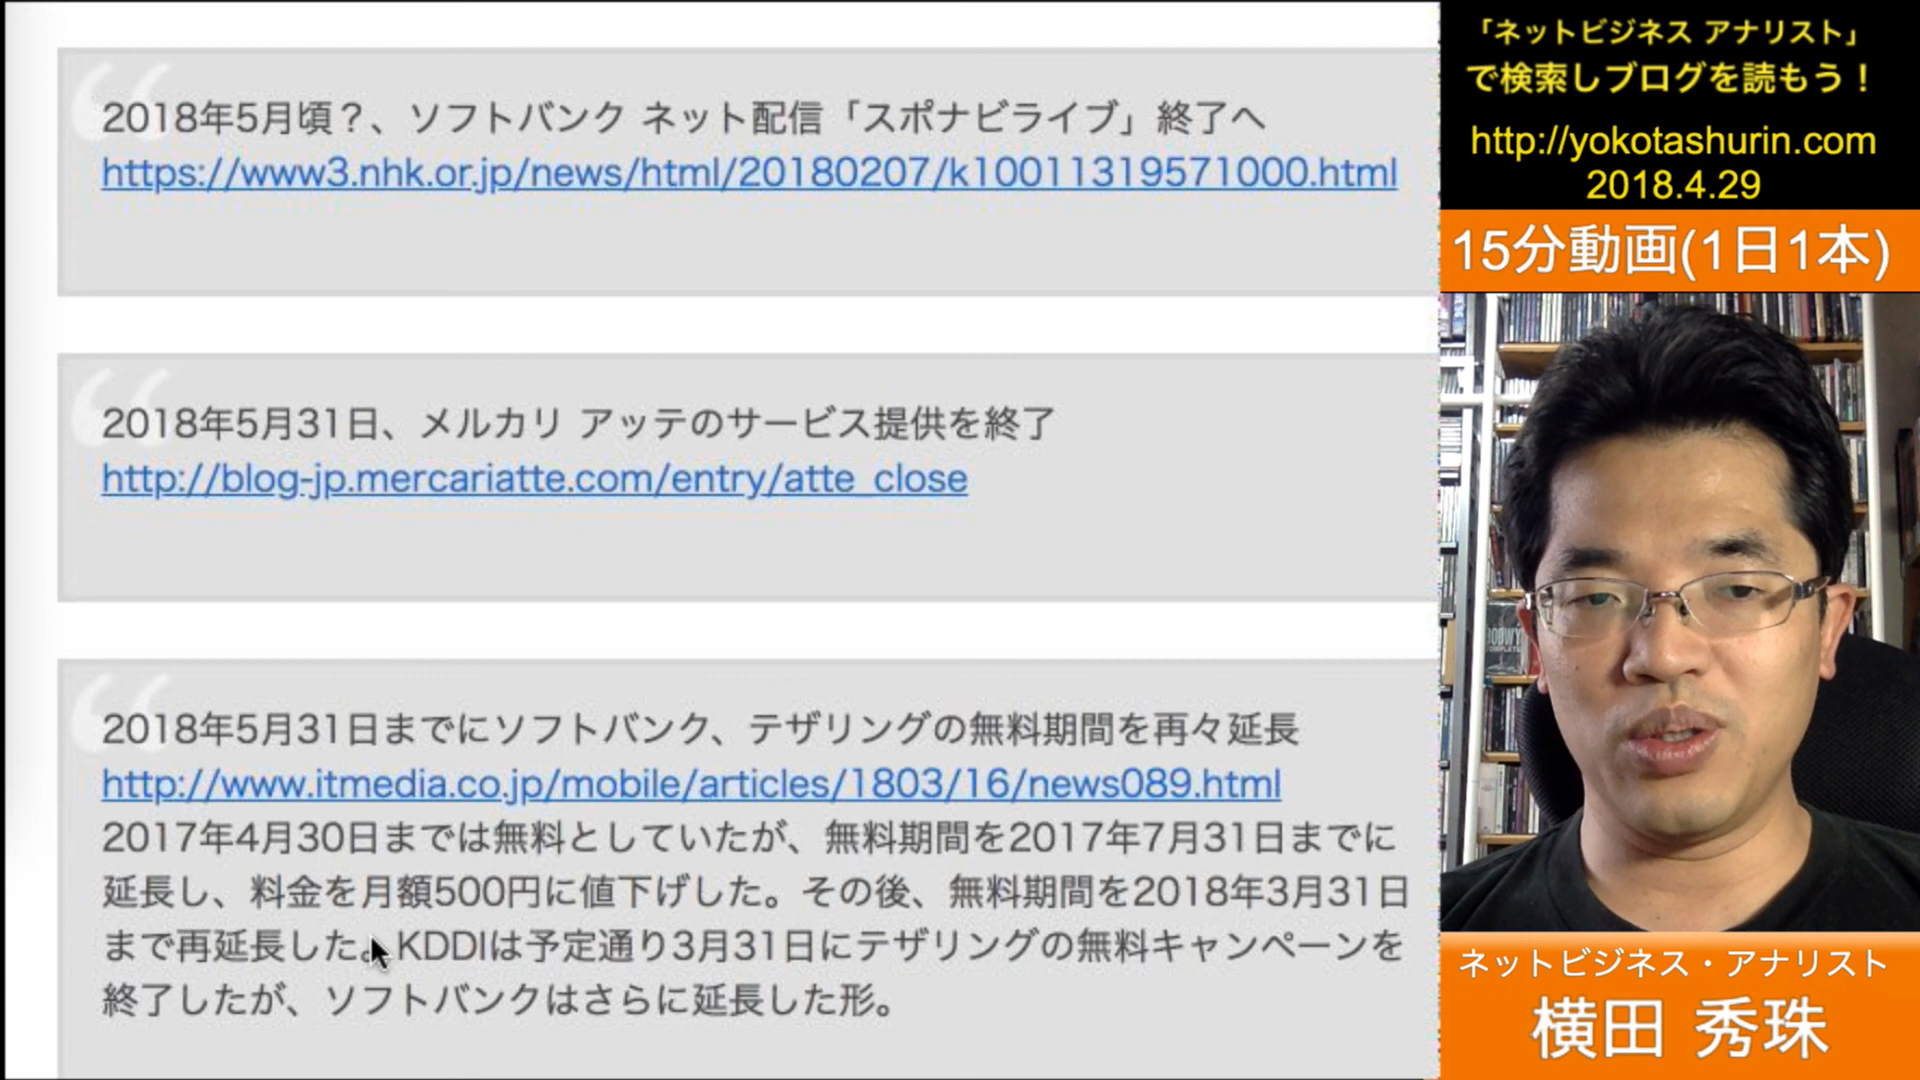 2018年5月頃？、ソフトバンク ネット配信「スポナビライブ」終了へ
https://www3.nhk.or.jp/news/html/20180207/k10011319571000.html
2018年5月31日、メルカリ アッテのサービス提供を終了
http://blog-jp.mercariatte.com/entry/atte_close
2018年5月31日までにソフトバンク、テザリングの無料期間を再々延長
http://www.itmedia.co.jp/mobile/articles/1803/16/news089.html
2017年4月30日までは無料としていたが、無料期間を2017年7月31日までに
延長し、料金を月額500円に値下げした。その後、無料期間を2018年3月31日
まで再延長した。KDDIは予定通り3月31日にテザリングの無料キャンペーンを
終了したが、ソフトバンクはさらに延長した形。
「ネットビジネス アナリスト」
で検索しブログを読もう！
http://yokotashurin.com
2018.4.29
15分動画(1日1本)
ネットビジネス・アナリスト
横田 秀珠